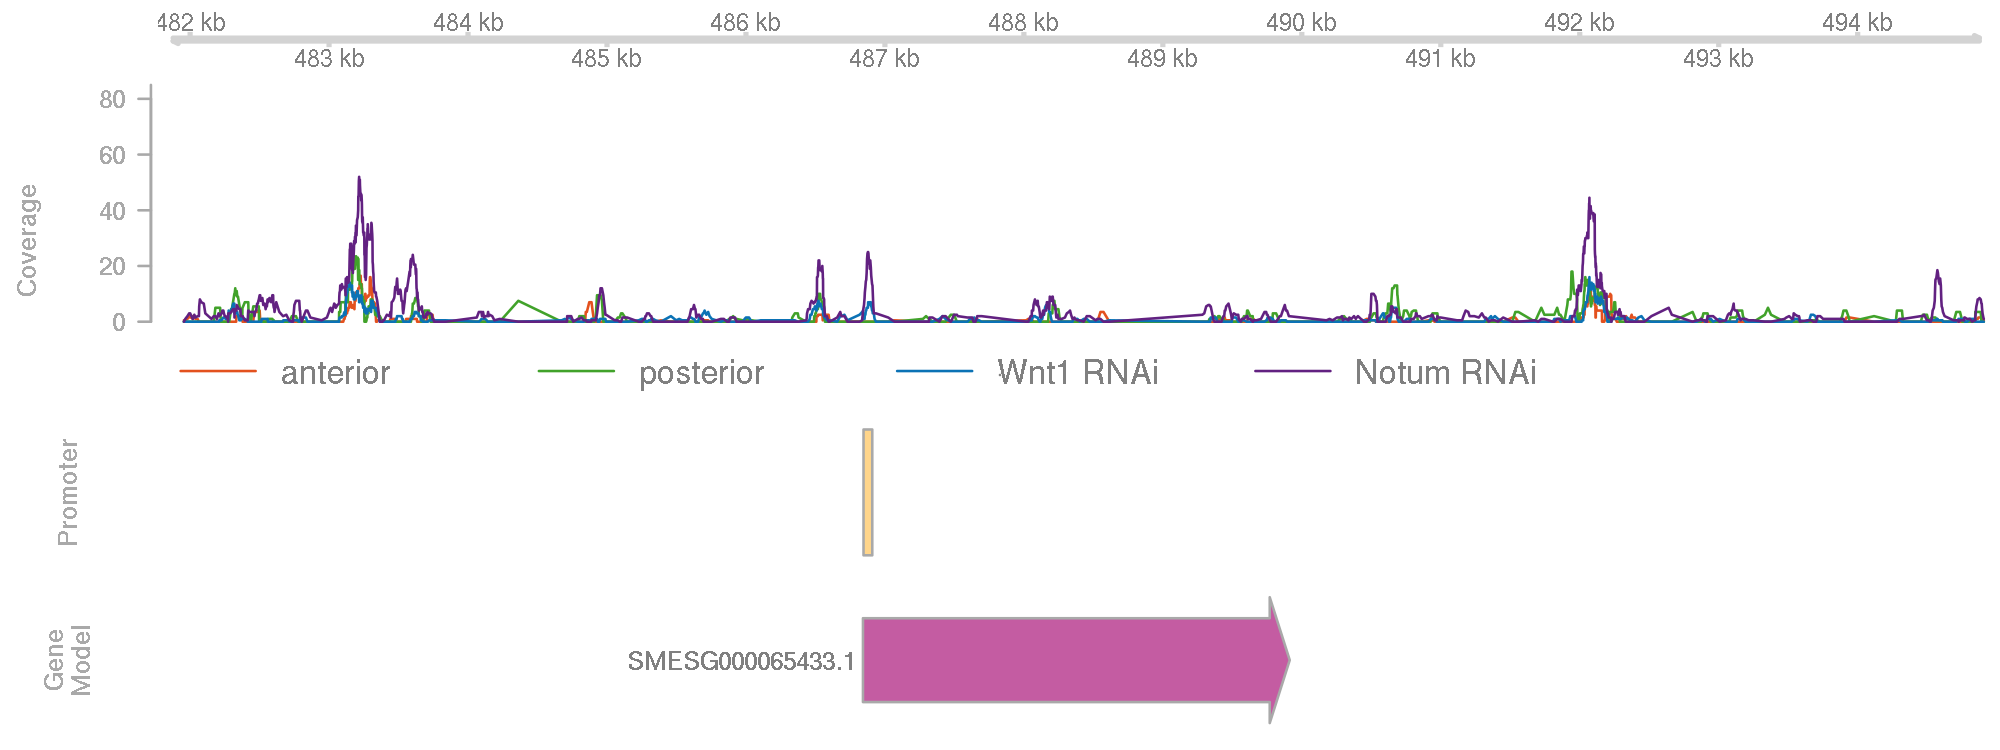 482 kb 484 kb 486 kb 488 kb 490 kb 492 kb 494 kb
483 kb 485 kb 487 kb 489 kb 491 kb 493 kb
80
60
40
20
0
Coverage
anterior posterior Wnt1 RNAi Notum RNAi
Promoter
Gene
Model
SMESG000065433.1